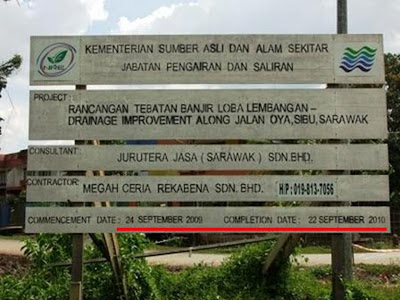 KEMENTERIAN SUMBER ASLI DAN ALAM SEKITAR
JABATAN PENGAIRAN DAN SALIRAN
NRE
PROJECT:
RANCANGAN TEBATAN BANJIR LOBA LEMBANGAN –
DRAINAGE IMPROVEMENT ALONG JALAN OYA, SIBU, SARAWAK
CONSULTANT:
JURUTERA JASA (SARAWAK) SDN.BHD.
CONTRACTOR: MEGAH CERIA REKABENA SDN. BHD. H/P: 019-813-7056
COMMENCEMENT DATE: 24 SEPTEMBER 2009 COMPLETION DATE: 22 SEPTEMBER 2010